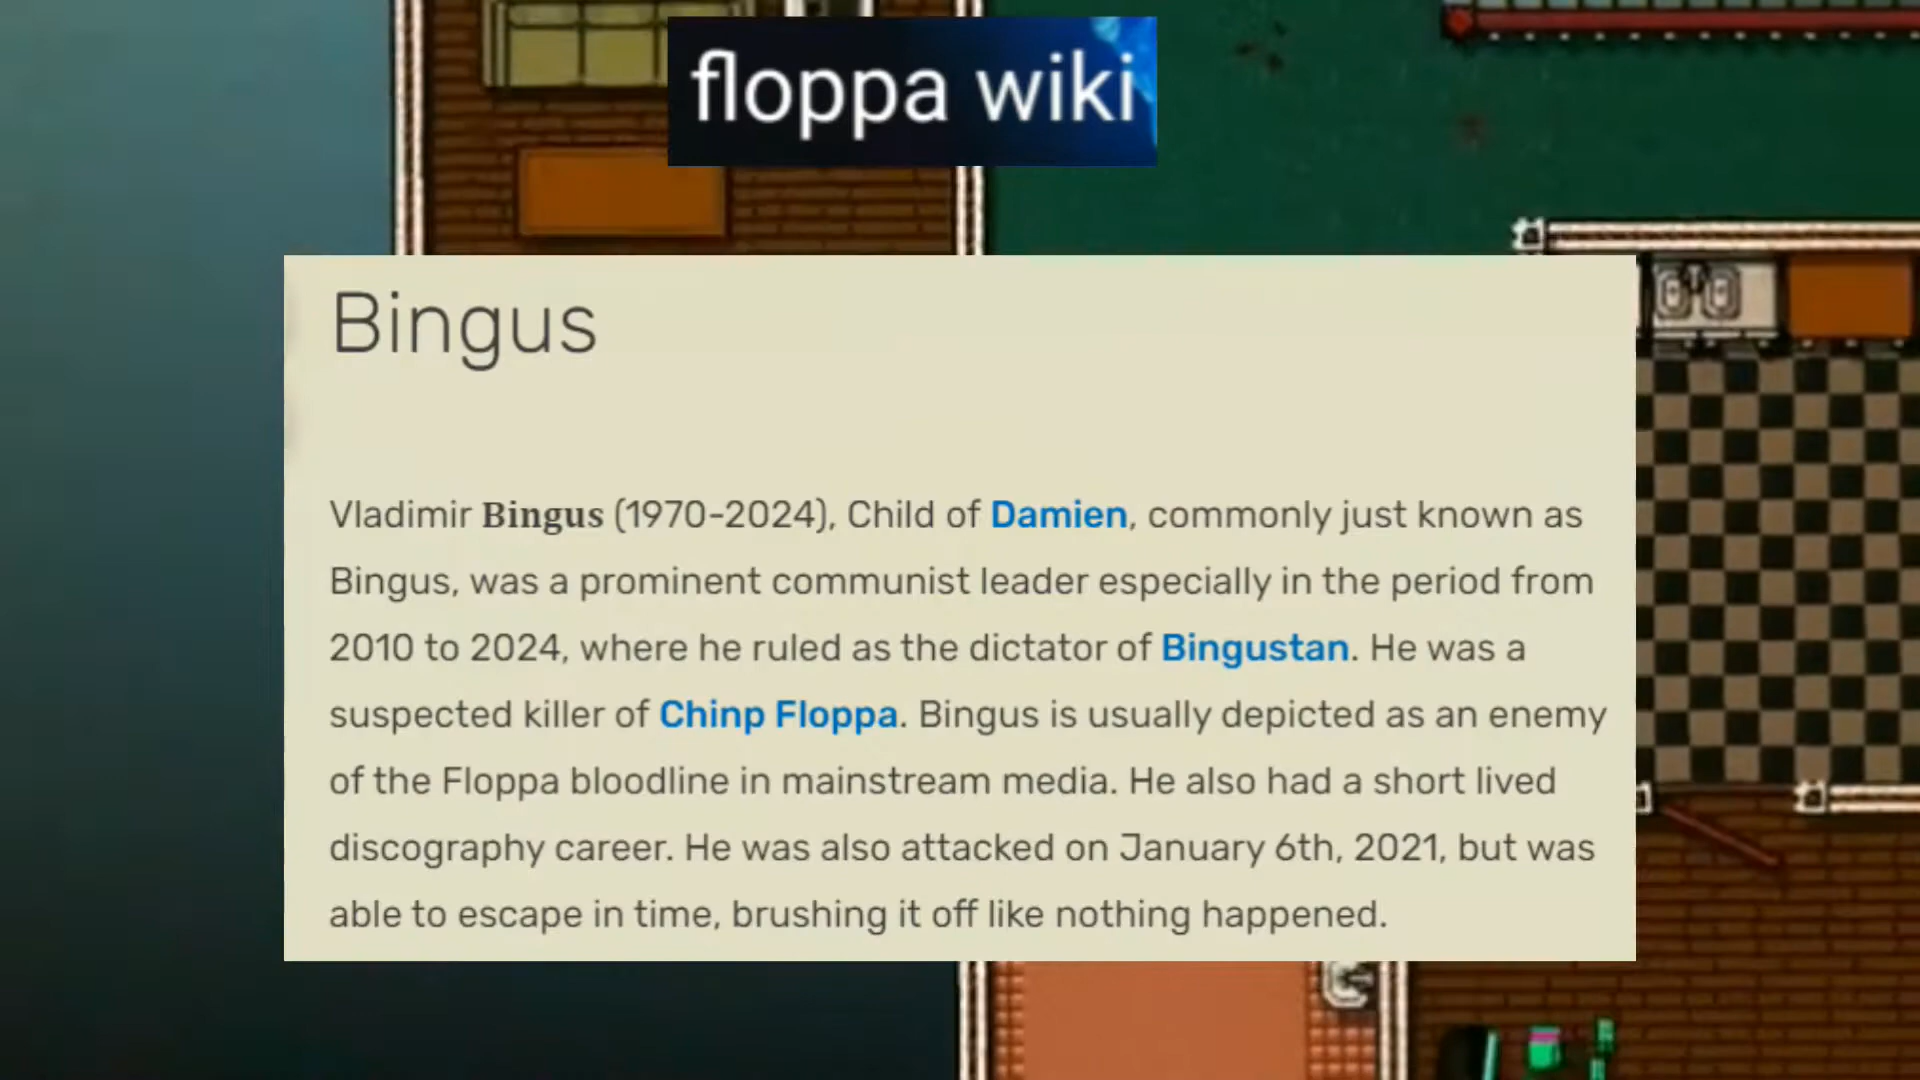 floppa wiki
Bingus
Vladimir Bingus (1970-2024), Child of Damien, commonly just known as
Bingus, was a prominent communist leader especially in the period from
2010 to 2024, where he ruled as the dictator of Bingustan. He was a
suspected killer of Chinp Floppa. Bingus is usually depicted as an enemy
of the Floppa bloodline in mainstream media. He also had a short lived
discography career. He was also attacked on January 6th, 2021, but was
able to escape in time, brushing it off like nothing happened.